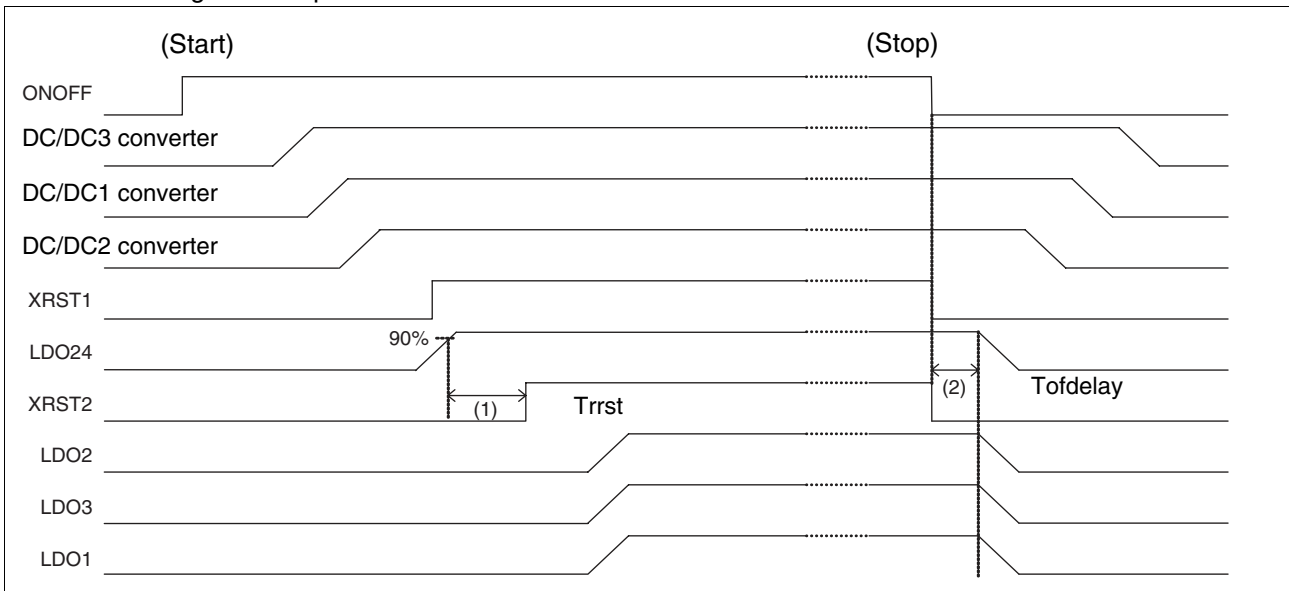 (Start) (Stop)
ONOFF
DC/DC3 converter
DC/DC1 converter
DC/DC2 converter
XRST1
90%
LDO24
XRST2 (1) Trrst (2) Tofdelay
LDO2
LDO3
LDO1